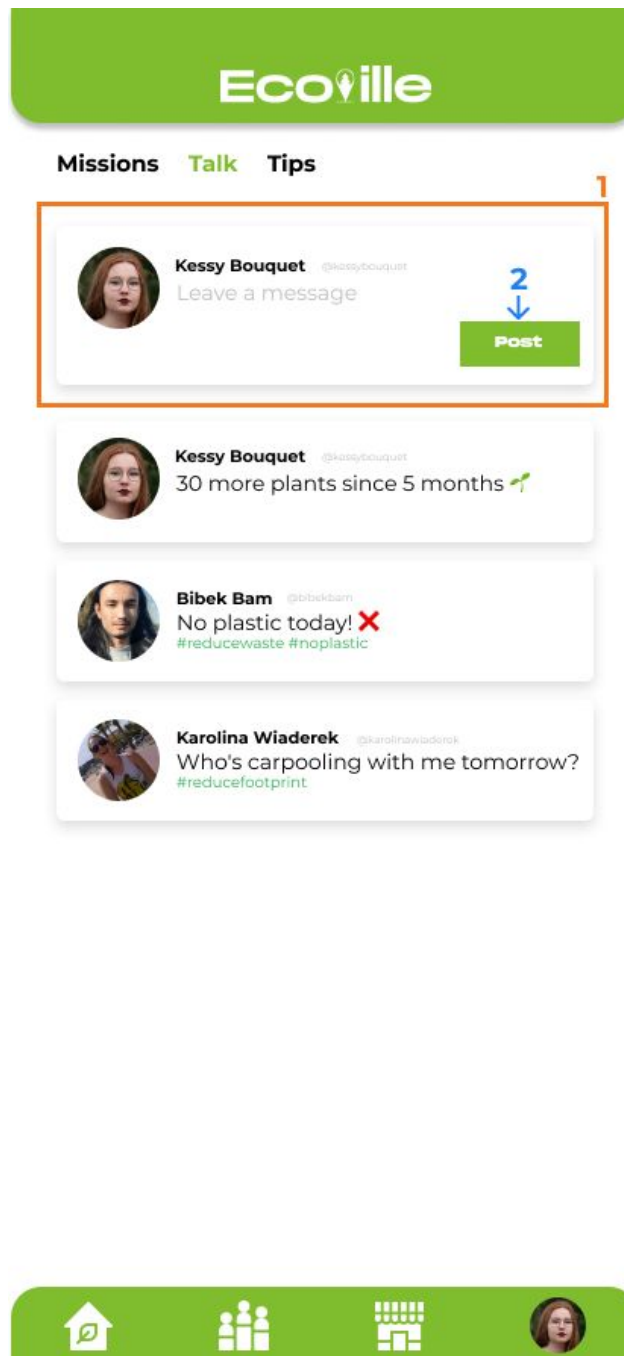 Ecoville
Missions Talk Tips
1
Kessy Bouquet @kessybouquet
Leave a message
2
Post
Kessy Bouquet @kessybouquet
30 more plants since 5 months 🌱
Bibek Bam @bibekbam
No plastic today! ❌
#reducewaste #noplastic
Karolina Wiaderek @karolinawiaderek
Who's carpooling with me tomorrow?
#reducefootprint